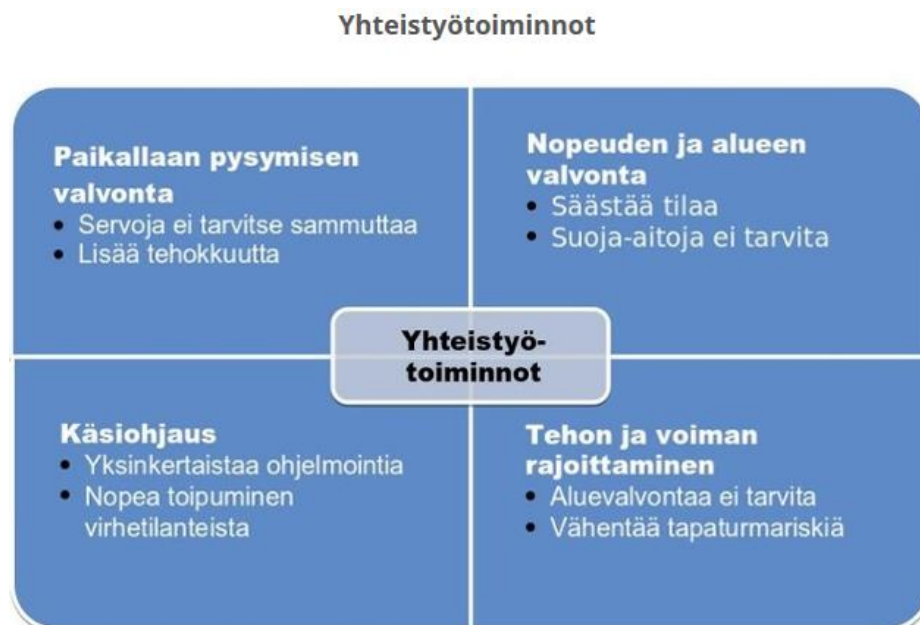 Yhteistyötoiminnot
Paikallaan pysymisen
valvonta
• Servoja ei tarvitse sammuttaa
• Lisää tehokkuutta
Nopeuden ja alueen
valvonta
• Säästää tilaa
• Suoja-aitoja ei tarvita
Yhteistyö-
toiminnot
Käsiohjaus
• Yksinkertaistaa ohjelmointia
• Nopea toipuminen
virhetilanteista
Tehon ja voiman
rajoittaminen
• Aluevalvontaa ei tarvita
• Vähentää tapaturmariskiä